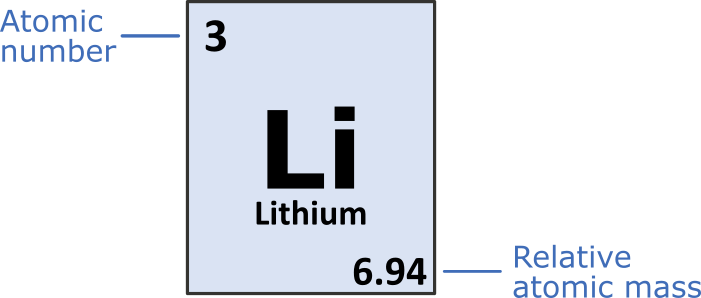 Atomic
number
3
Li
Lithium
6.94
Relative
atomic mass